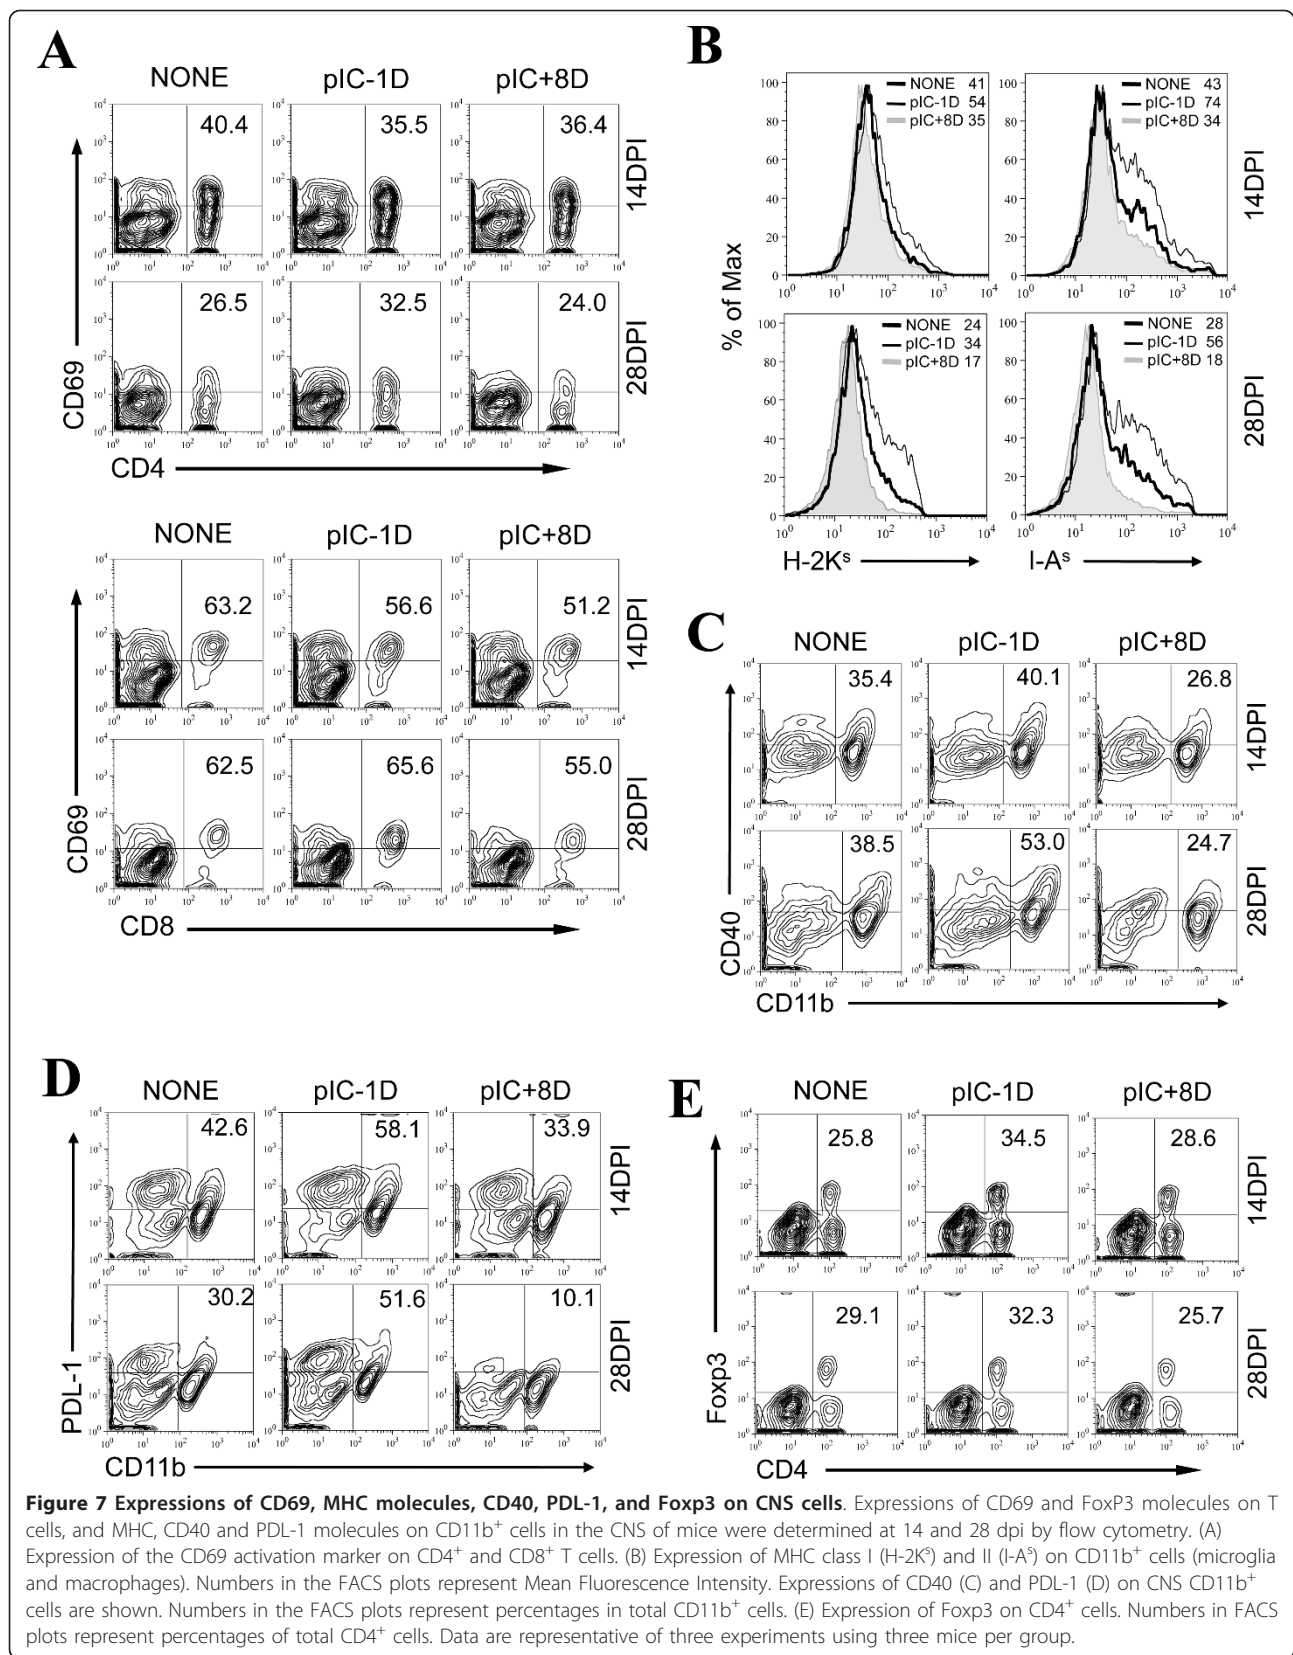 A
NONE pIC-1D pIC+8D
40.4 35.5 36.4
14DPI
26.5 32.5 24.0
28DPI
CD69
CD4
NONE pIC-1D pIC+8D
63.2 56.6 51.2
14DPI
62.5 65.6 55.0
28DPI
CD69
CD8
B
NONE 41
pIC-1D 54
pIC+8D 35
NONE 43
pIC-1D 74
pIC+8D 34
14DPI
% of Max
NONE 24
pIC-1D 34
pIC+8D 17
NONE 28
pIC-1D 56
pIC+8D 18
28DPI
H-2Kˢ I-Aˢ
C
NONE pIC-1D pIC+8D
35.4 40.1 26.8
14DPI
38.5 53.0 24.7
28DPI
CD40
CD11b
D
NONE pIC-1D pIC+8D
42.6 58.1 33.9
14DPI
30.2 51.6 10.1
28DPI
PDL-1
CD11b
E
NONE pIC-1D pIC+8D
25.8 34.5 28.6
14DPI
29.1 32.3 25.7
28DPI
Foxp3
CD4
Figure 7 Expressions of CD69, MHC molecules, CD40, PDL-1, and Foxp3 on CNS cells. Expressions of CD69 and FoxP3 molecules on T
cells, and MHC, CD40 and PDL-1 molecules on CD11b⁺ cells in the CNS of mice were determined at 14 and 28 dpi by flow cytometry. (A)
Expression of the CD69 activation marker on CD4⁺ and CD8⁺ T cells. (B) Expression of MHC class I (H-2Kˢ) and II (I-Aˢ) on CD11b⁺ cells (microglia
and macrophages). Numbers in the FACS plots represent Mean Fluorescence Intensity. Expressions of CD40 (C) and PDL-1 (D) on CNS CD11b⁺
cells are shown. Numbers in the FACS plots represent percentages in total CD11b⁺ cells. (E) Expression of Foxp3 on CD4⁺ cells. Numbers in FACS
plots represent percentages of total CD4⁺ cells. Data are representative of three experiments using three mice per group.